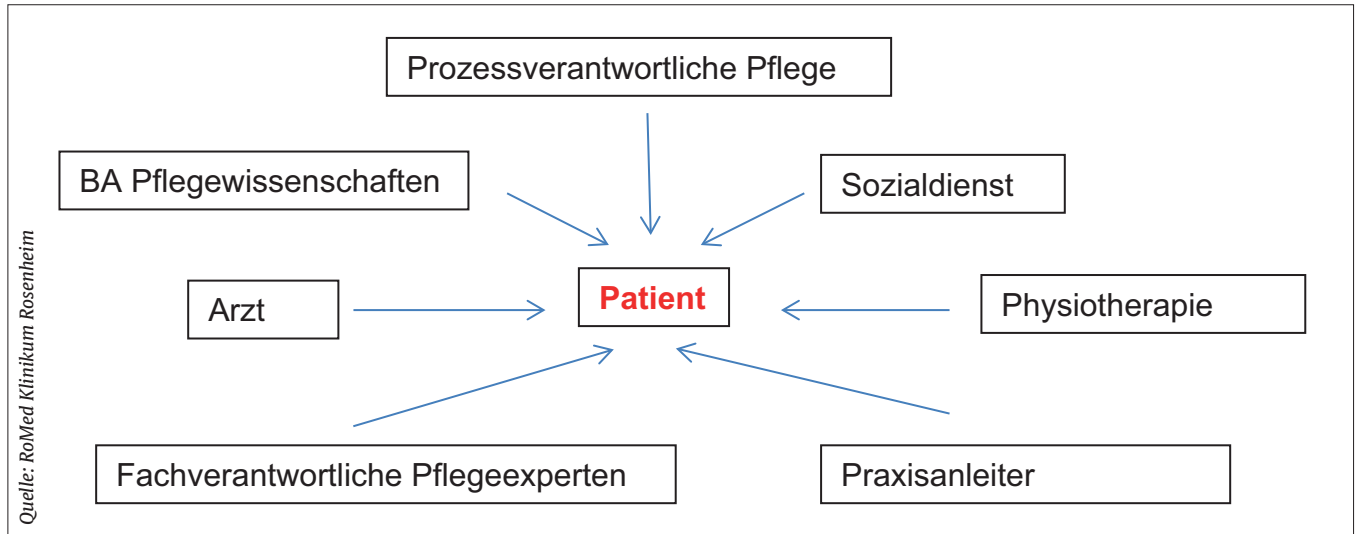 Prozessverantwortliche Pflege
BA Pflegewissenschaften
Sozialdienst
Arzt
Patient
Physiotherapie
Fachverantwortliche Pflegeexperten
Praxisanleiter
Quelle: RoMed Klinikum Rosenheim